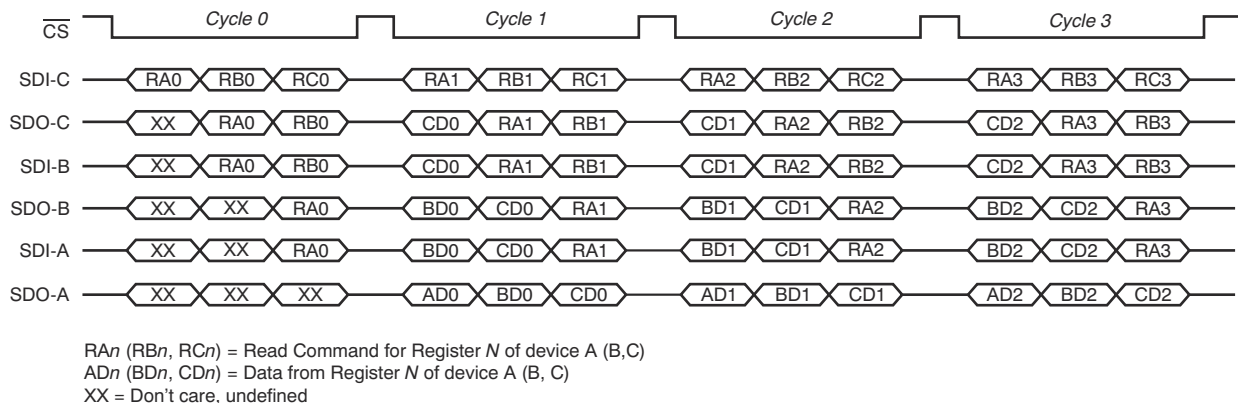 CS Cycle 0 Cycle 1 Cycle 2 Cycle 3
SDI-C RA0 RB0 RC0 RA1 RB1 RC1 RA2 RB2 RC2 RA3 RB3 RC3
SDO-C XX RA0 RB0 CD0 RA1 RB1 CD1 RA2 RB2 CD2 RA3 RB3
SDI-B XX RA0 RB0 CD0 RA1 RB1 CD1 RA2 RB2 CD2 RA3 RB3
SDO-B XX XX RA0 BD0 CD0 RA1 BD1 CD1 RA2 BD2 CD2 RA3
SDI-A XX XX RA0 BD0 CD0 RA1 BD1 CD1 RA2 BD2 CD2 RA3
SDO-A XX XX XX AD0 BD0 CD0 AD1 BD1 CD1 AD2 BD2 CD2
RAn (RBn, RCn) = Read Command for Register N of device A (B,C)
ADn (BDn, CDn) = Data from Register N of device A (B, C)
XX = Don't care, undefined